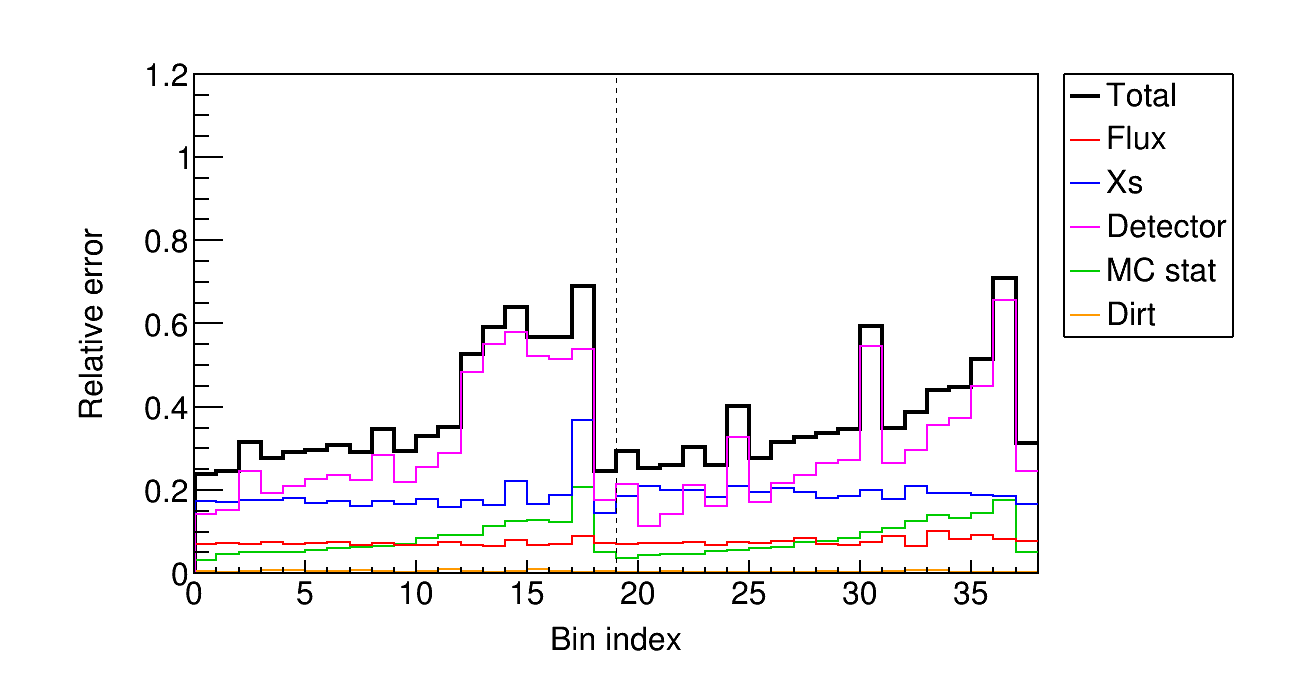 1.2
1
0.8
0.6
0.4
0.2
0
0 5 10 15 20 25 30 35
Relative error
Bin index
Total
Flux
Xs
Detector
MC stat
Dirt